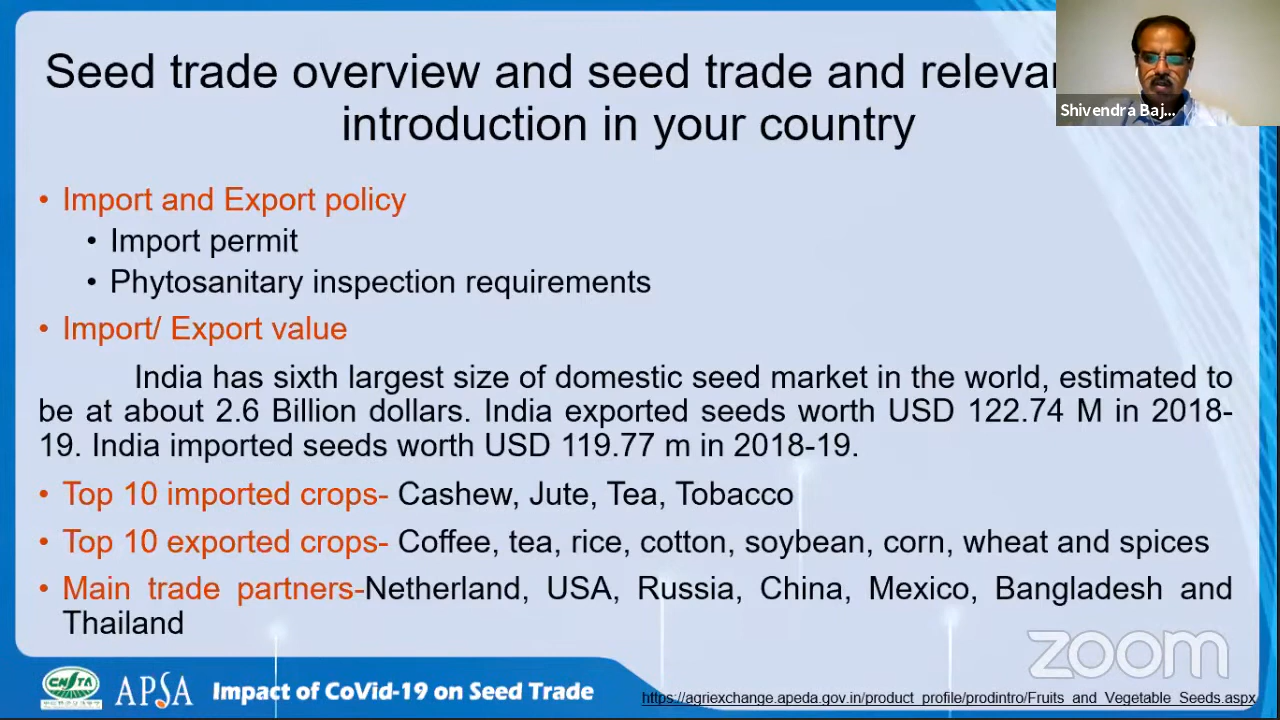 Seed trade overview and seed trade and
introduction in your country
Shivendra Baj...
• Import and Export policy
• Import permit
• Phytosanitary inspection requirements
• Import/ Export value
India has sixth largest size of domestic seed market in the world, estimated to
be at about 2.6 Billion dollars. India exported seeds worth USD 122.74 M in 2018-
19. India imported seeds worth USD 119.77 m in 2018-19.
• Top 10 imported crops- Cashew, Jute, Tea, Tobacco
• Top 10 exported crops- Coffee, tea, rice, cotton, soybean, corn, wheat and spices
• Main trade partners-Netherland, USA, Russia, China, Mexico, Bangladesh and
Thailand
zoom
CNSTA
APSA
Impact of CoVid-19 on Seed Trade
https://agriexchange.apeda.gov.in/product_profile/prodintro/Fruits_and_Vegetable_Seeds.aspx